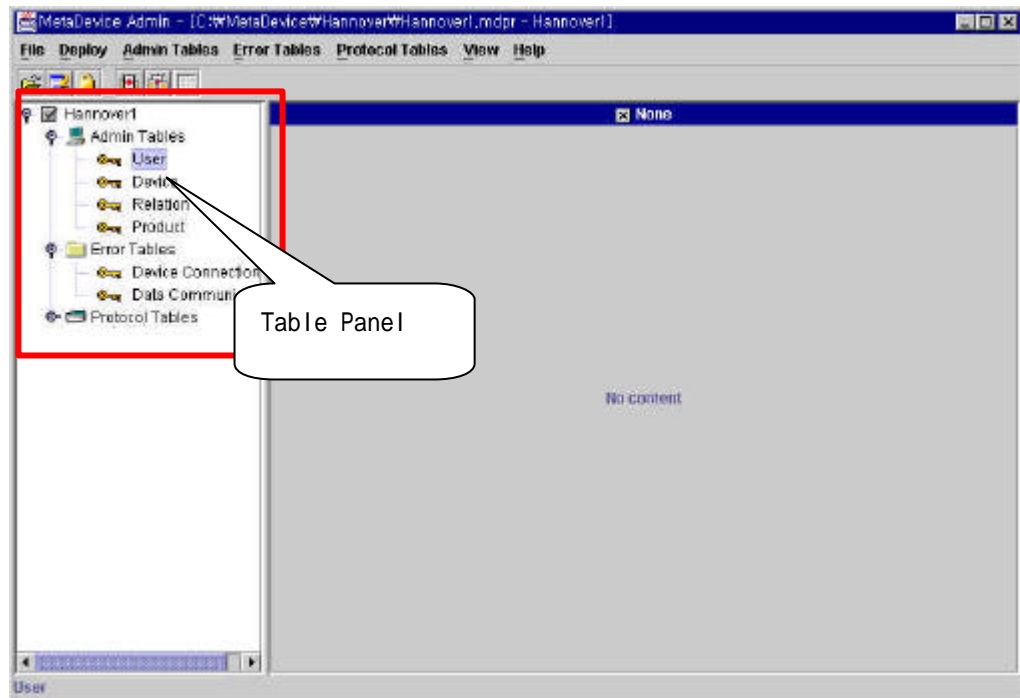 MetaDevice Admin - [C:₩MetaDevice₩Hannover₩Hannover1.mdpr - Hannover1]
File Deploy Admin Tables Error Tables Protocol Tables View Help
None
Hannover1
Admin Tables
User
Device
Relation
Product
Error Tables
Device Connection
Data Communi
Protocol Tables
Table Panel
No content
User